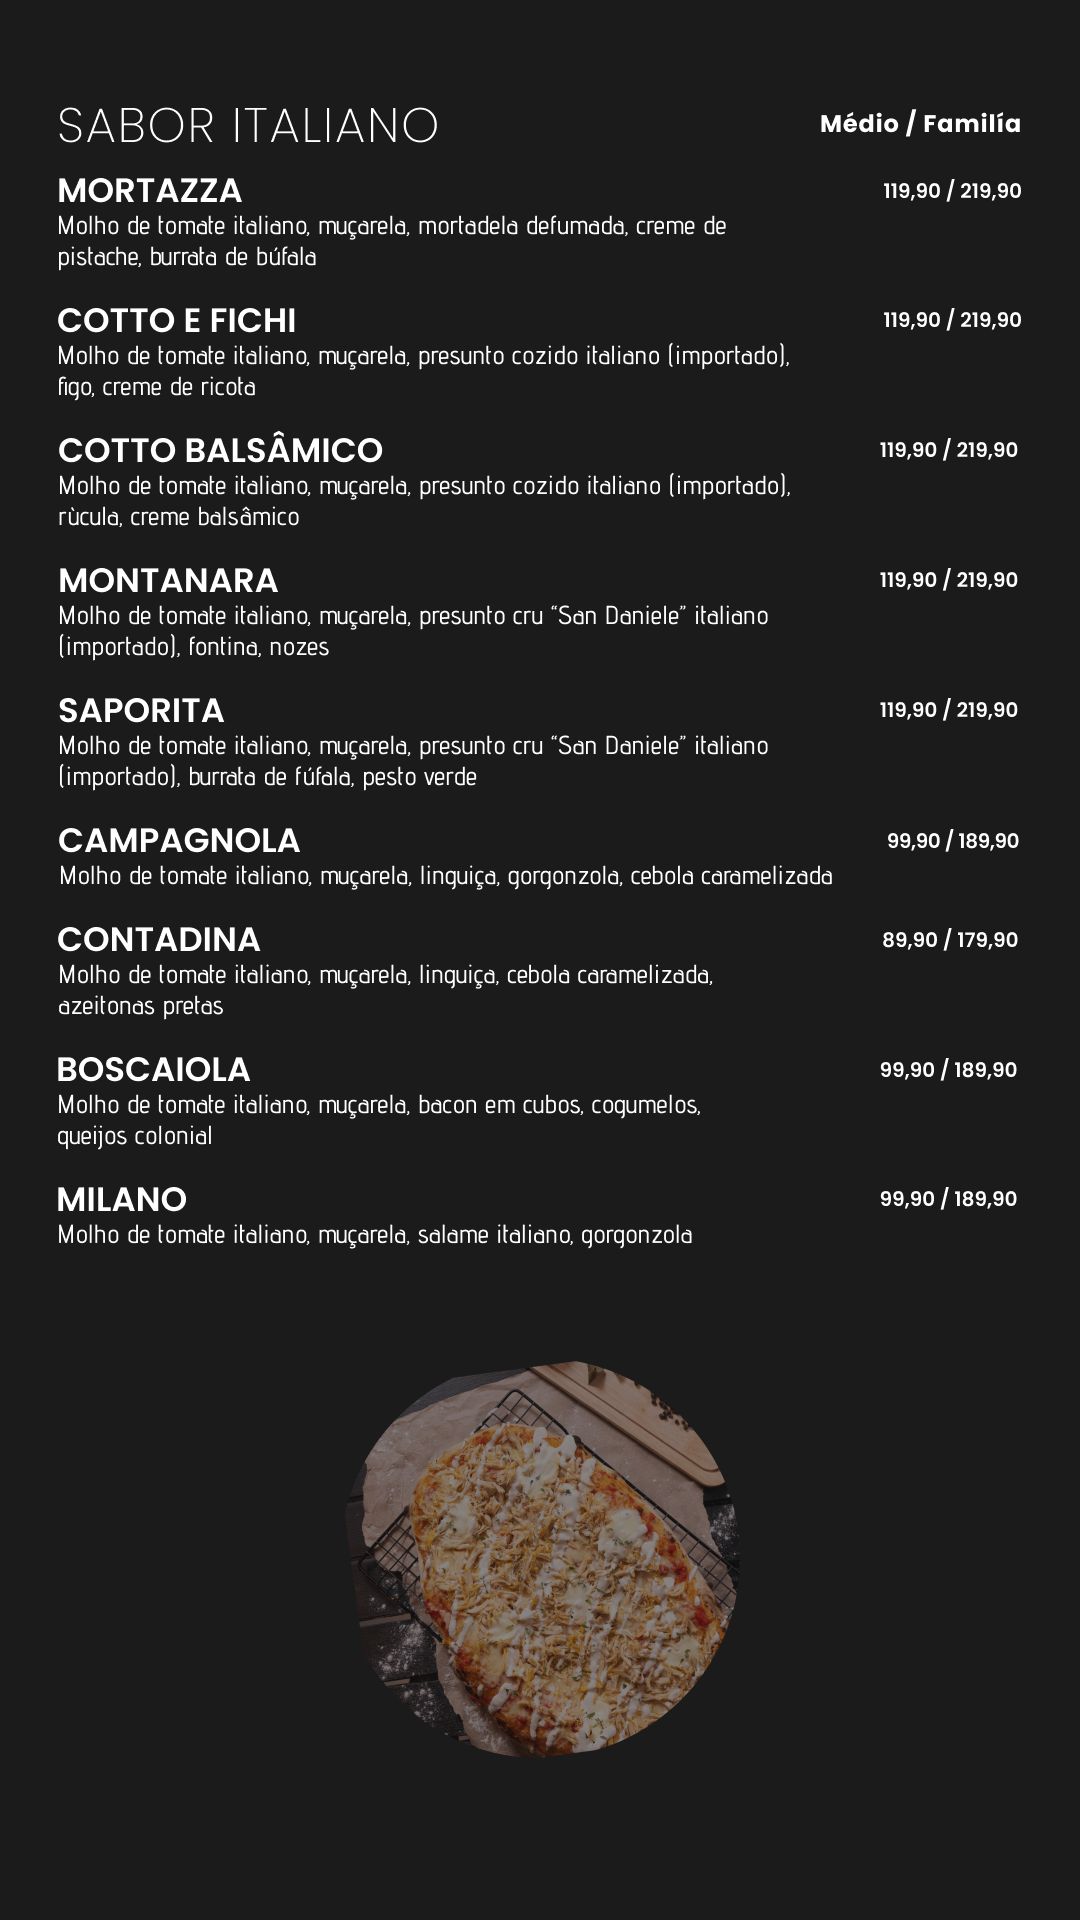 SABOR ITALIANO
Médio / Familía
MORTAZZA
119,90 / 219,90
Molho de tomate italiano, muçarela, mortadela defumada, creme de
pistache, burrata de búfala
COTTO E FICHI
119,90 / 219,90
Molho de tomate italiano, muçarela, presunto cozido italiano (importado),
figo, creme de ricota
COTTO BALSÂMICO
119,90 / 219,90
Molho de tomate italiano, muçarela, presunto cozido italiano (importado),
rùcula, creme balsâmico
MONTANARA
119,90 / 219,90
Molho de tomate italiano, muçarela, presunto cru “San Daniele” italiano
(importado), fontina, nozes
SAPORITA
119,90 / 219,90
Molho de tomate italiano, muçarela, presunto cru “San Daniele” italiano
(importado), burrata de fúfala, pesto verde
CAMPAGNOLA
99,90 / 189,90
Molho de tomate italiano, muçarela, linguiça, gorgonzola, cebola caramelizada
CONTADINA
89,90 / 179,90
Molho de tomate italiano, muçarela, linguiça, cebola caramelizada,
azeitonas pretas
BOSCAIOLA
99,90 / 189,90
Molho de tomate italiano, muçarela, bacon em cubos, cogumelos,
queijos colonial
MILANO
99,90 / 189,90
Molho de tomate italiano, muçarela, salame italiano, gorgonzola